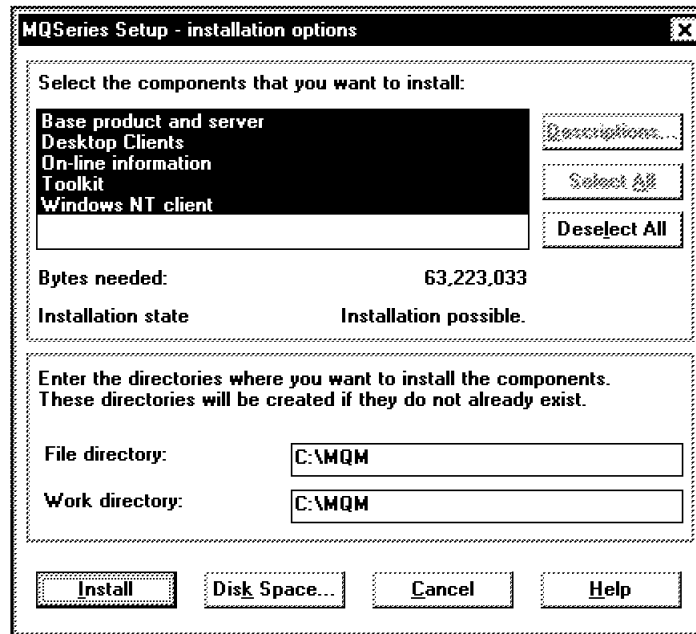 MQSeries Setup - installation options
Select the components that you want to install:
Base product and server
Desktop Clients
On-line information
Toolkit
Windows NT client
Descriptions...
Select All
Deselect All
Bytes needed: 63,223,033
Installation state Installation possible.
Enter the directories where you want to install the components.
These directories will be created if they do not already exist.
File directory: C:\MQM
Work directory: C:\MQM
Install Disk Space... Cancel Help